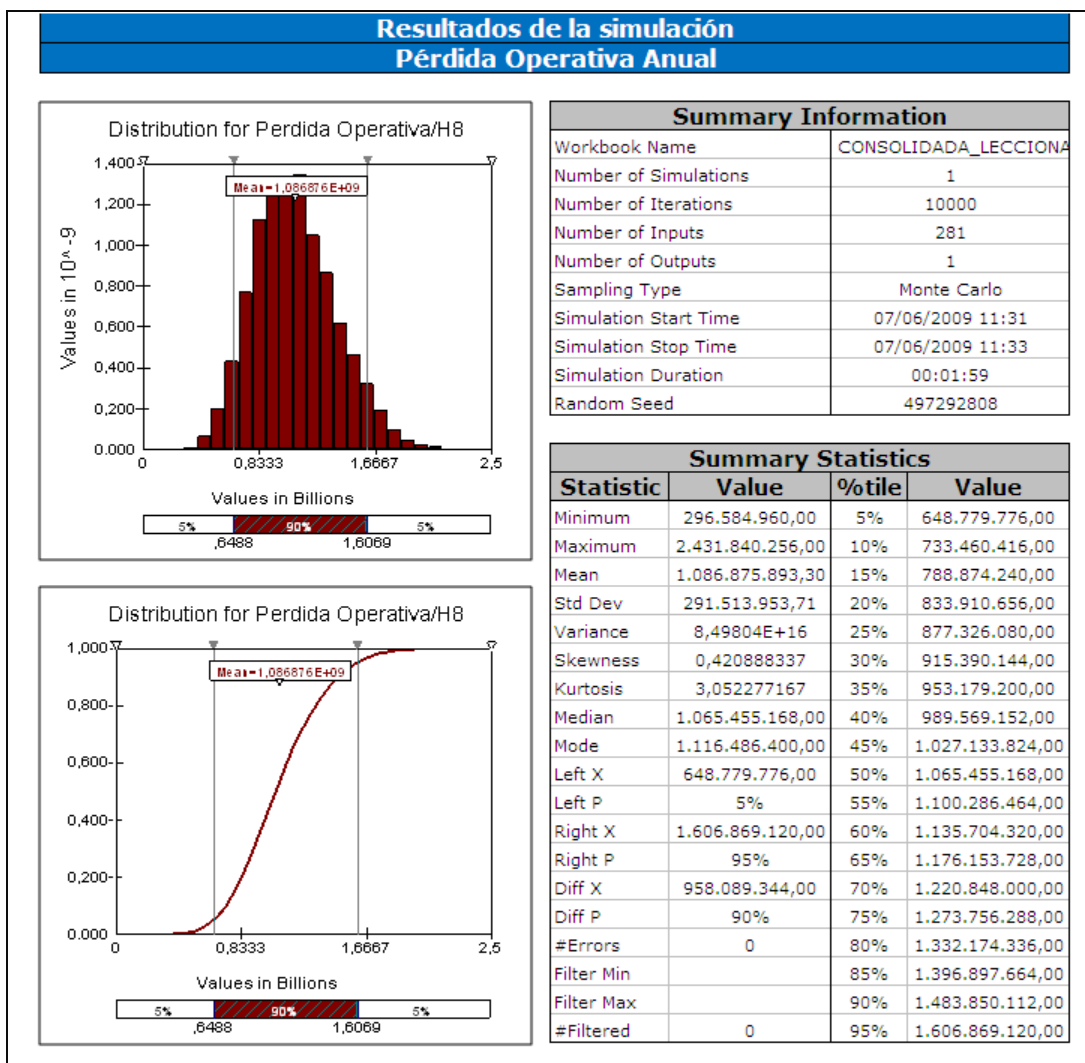 Resultados de la simulación
Pérdida Operativa Anual
Distribution for Perdida Operativa/H8
Mean=1,086876E+09
Values in 10^ -9
1,400
1,200
1,000
0,800
0,600
0,400
0,200
0.000
0 0,8333 1,6667 2,5
Values in Billions
5% 90% 5%
,6488 1,6069
Distribution for Perdida Operativa/H8
Mean=1,086876E+09
1,000
0,800
0,600
0,400
0,200
0.000
0 0,8333 1,6667 2,5
Values in Billions
5% 90% 5%
,6488 1,6069
Summary Information
Workbook Name CONSOLIDADA_LECCIONA
Number of Simulations 1
Number of Iterations 10000
Number of Inputs 281
Number of Outputs 1
Sampling Type Monte Carlo
Simulation Start Time 07/06/2009 11:31
Simulation Stop Time 07/06/2009 11:33
Simulation Duration 00:01:59
Random Seed 497292808
Summary Statistics
Statistic Value %tile Value
Minimum 296.584.960,00 5% 648.779.776,00
Maximum 2.431.840.256,00 10% 733.460.416,00
Mean 1.086.875.893,30 15% 788.874.240,00
Std Dev 291.513.953,71 20% 833.910.656,00
Variance 8,49804E+16 25% 877.326.080,00
Skewness 0,420888337 30% 915.390.144,00
Kurtosis 3,052277167 35% 953.179.200,00
Median 1.065.455.168,00 40% 989.569.152,00
Mode 1.116.486.400,00 45% 1.027.133.824,00
Left X 648.779.776,00 50% 1.065.455.168,00
Left P 5% 55% 1.100.286.464,00
Right X 1.606.869.120,00 60% 1.135.704.320,00
Right P 95% 65% 1.176.153.728,00
Diff X 958.089.344,00 70% 1.220.848.000,00
Diff P 90% 75% 1.273.756.288,00
#Errors 0 80% 1.332.174.336,00
Filter Min 85% 1.396.897.664,00
Filter Max 90% 1.483.850.112,00
#Filtered 0 95% 1.606.869.120,00